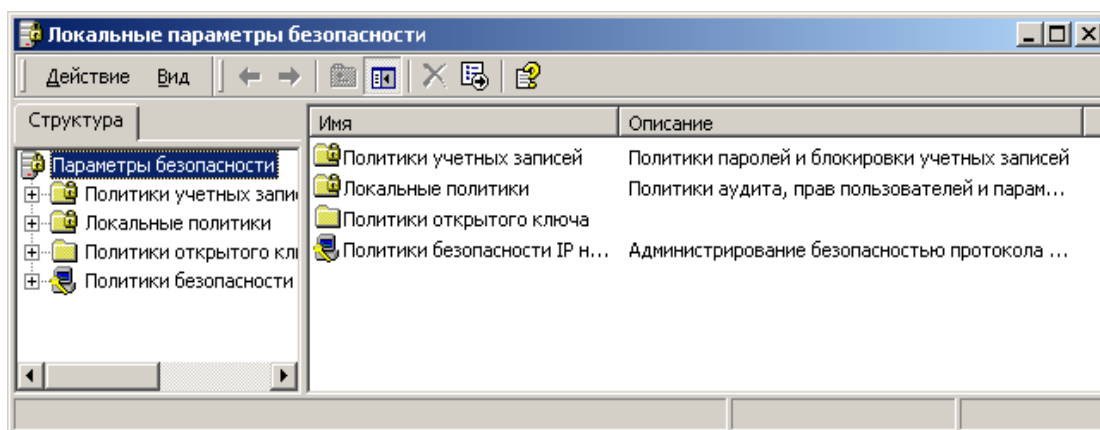 Локальные параметры безопасности
Действие Вид
Структура
Параметры безопасности
Политики учетных запи
Локальные политики
Политики открытого кл
Политики безопасности
Имя Описание
Политики учетных записей Политики паролей и блокировки учетных записей
Локальные политики Политики аудита, прав пользователей и парам...
Политики открытого ключа
Политики безопасности IP н... Администрирование безопасностью протокола ...